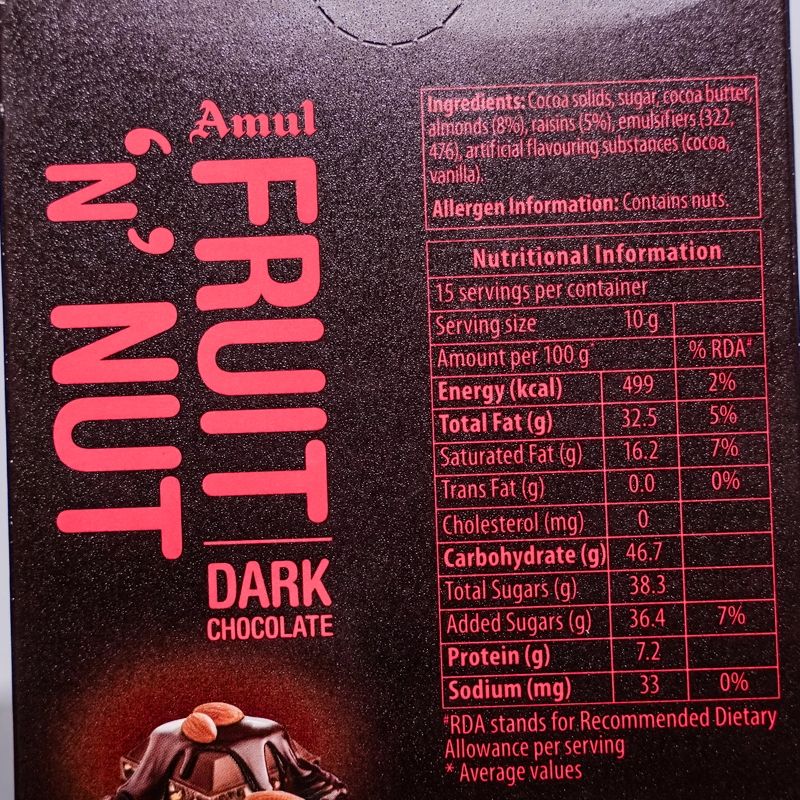 Amul
FRUIT
'N' NUT
DARK
CHOCOLATE
Ingredients: Cocoa solids, sugar, cocoa butter,
almonds (8%), raisins (5%), emulsifiers (322,
476), artificial flavouring substances (cocoa,
vanilla).
Allergen Information: Contains nuts.
Nutritional Information
15 servings per container
Serving size 10 g
Amount per 100 g* % RDA#
Energy (kcal) 499 2%
Total Fat (g) 32.5 5%
Saturated Fat (g) 16.2 7%
Trans Fat (g) 0.0 0%
Cholesterol (mg) 0
Carbohydrate (g) 46.7
Total Sugars (g) 38.3
Added Sugars (g) 36.4 7%
Protein (g) 7.2
Sodium (mg) 33 0%
#RDA stands for Recommended Dietary
Allowance per serving
* Average values